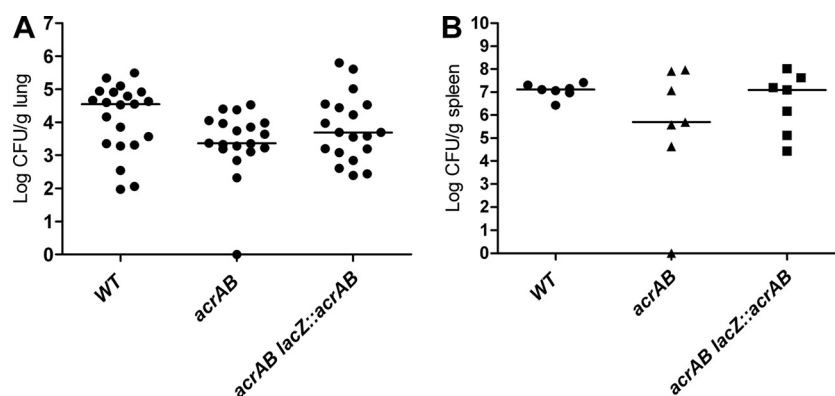 A
Log CFU/g lung
7
6
5
4
3
2
1
0
WT
acrAB
acrAB lacZ::acrAB
B
Log CFU/g spleen
10
9
8
7
6
5
4
3
2
1
0
WT
acrAB
acrAB lacZ::acrAB